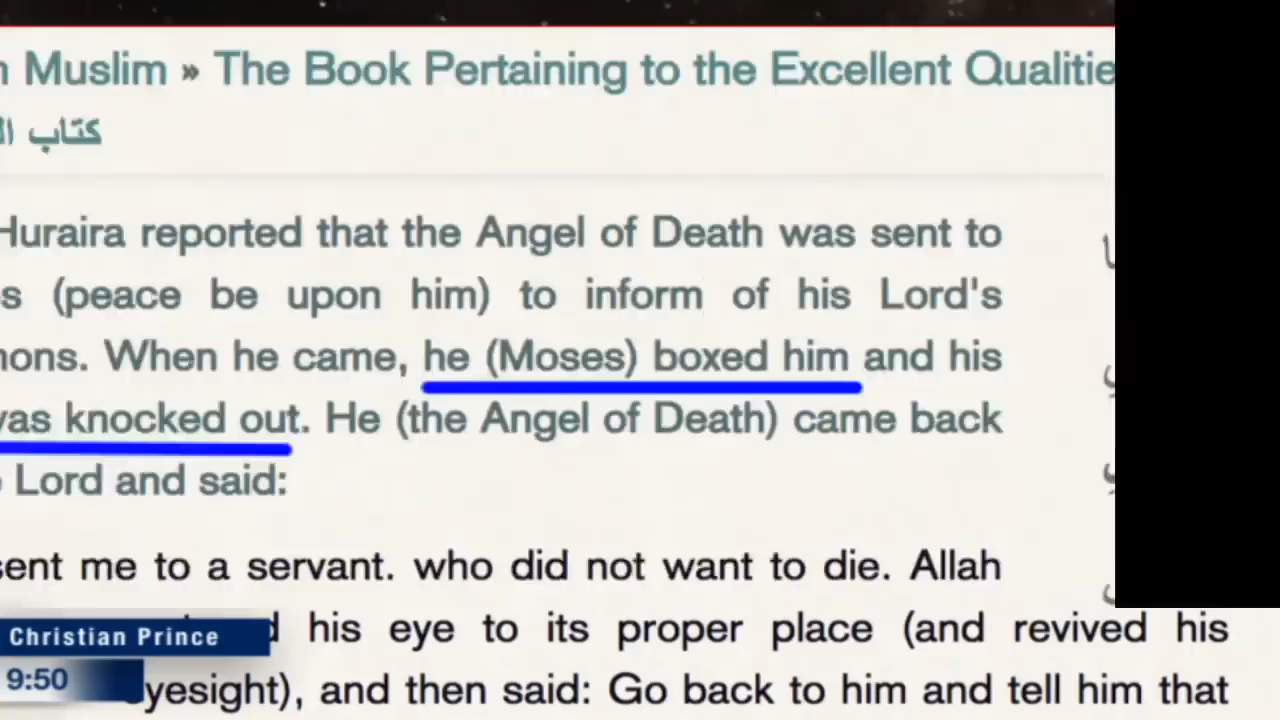 Muslim » The Book Pertaining to the Excellent Qualitie
كتاب
Huraira reported that the Angel of Death was sent to
(peace be upon him) to inform of his Lord's
When he came, he (Moses) boxed him and his
knocked out. He (the Angel of Death) came back
Lord and said:
sent me to a servant. who did not want to die. Allah
his eye to its proper place (and revived his
yesight), and then said: Go back to him and tell him that
Christian Prince
9:50